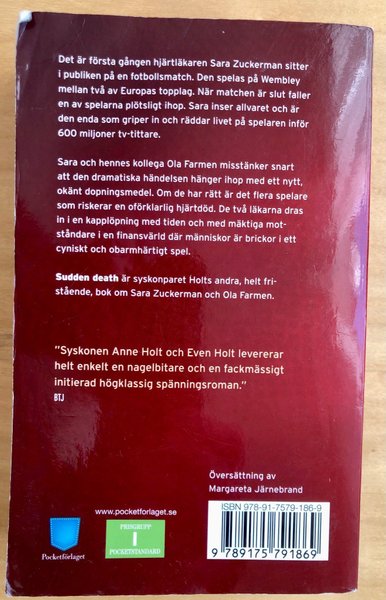 Det är första gången hjärtläkaren Sara Zuckerman sitter
i publiken på en fotbollsmatch. Den spelas på Wembley
mellan två av Europas topplag. När matchen är slut faller
en av spelarna plötsligt ihop. Sara inser allvaret och är
den enda som griper in och räddar livet på spelaren inför
600 miljoner tv-tittare.
Sara och hennes kollega Ola Farmen misstänker snart
att den dramatiska händelsen hänger ihop med ett nytt,
okänt dopningsmedel. Om de har rätt är det flera spelare
som riskerar en oförklarlig hjärtdöd. De två läkarna dras
in i en kapplöpning med tiden och med mäktiga mot-
ståndare i en finansvärld där människor är brickor i ett
cyniskt och obarmhärtigt spel.
Sudden death är syskonparet Holts andra, helt fri-
stående, bok om Sara Zuckerman och Ola Farmen.
”Syskonen Anne Holt och Even Holt levererar
helt enkelt en nagelbitare och en fackmässigt
initierad högklassig spänningsroman.”
BTJ
Översättning av
Margareta Järnebrand
www.pocketforlaget.se
Pocketförlaget
PRISGRUPP
1
POCKETSTANDARD
ISBN 978-91-7579-186-9
9 789175 791869